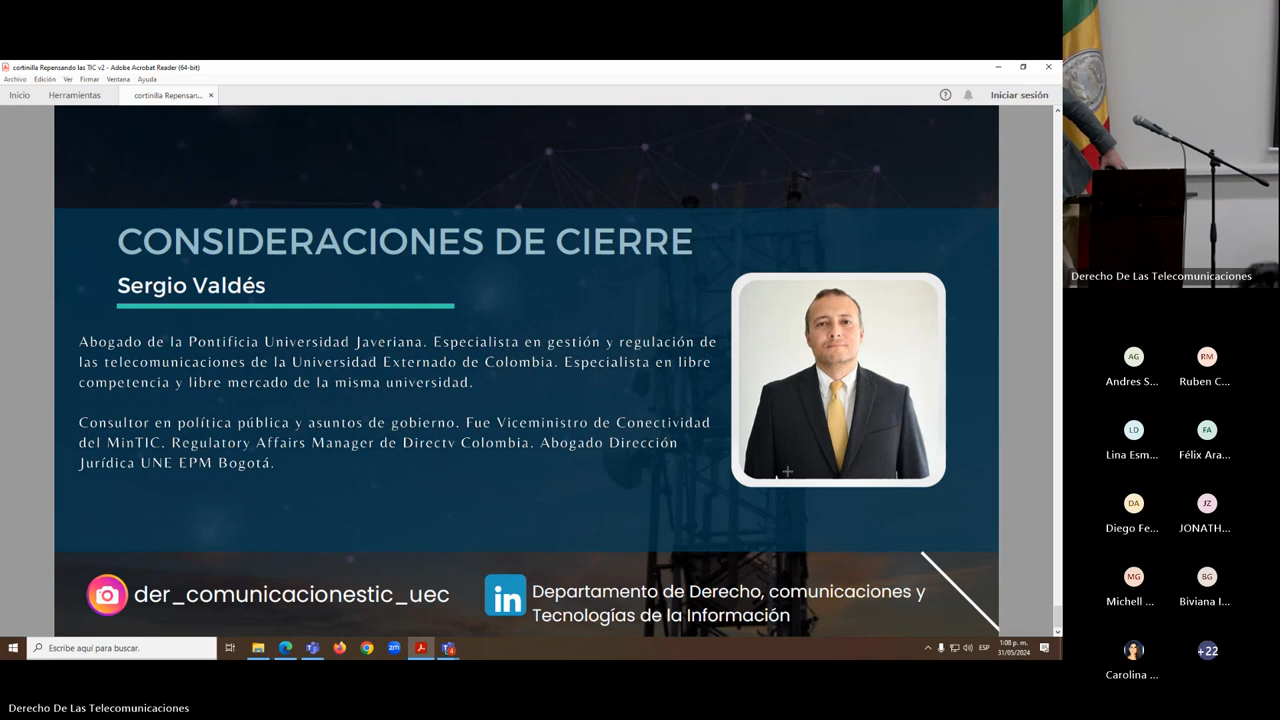 cortinilla Repensando las TIC v2 - Adobe Acrobat Reader (64-bit)
Archivo Edición Ver Firmar Ventana Ayuda
Inicio Herramientas cortinilla Repensan... × Iniciar sesión
CONSIDERACIONES DE CIERRE
Sergio Valdés
Abogado de la Pontificia Universidad Javeriana. Especialista en gestión y regulación de
las telecomunicaciones de la Universidad Externado de Colombia. Especialista en libre
competencia y libre mercado de la misma universidad.
Consultor en política pública y asuntos de gobierno. Fue Viceministro de Conectividad
del MinTIC. Regulatory Affairs Manager de Directv Colombia. Abogado Dirección
Jurídica UNE EPM Bogotá.
der_comunicacionestic_uec
in Departamento de Derecho, comunicaciones y
Tecnologías de la Información
Escribe aquí para buscar.
zm
ESP
1:08 p. m.
31/05/2024
Derecho De Las Telecomunicaciones
AG RM
Andres S... Ruben C...
LD FA
Lina Esm... Félix Ara...
DA JZ
Diego Fe... JONATH...
MG BG
Michell ... Biviana I...
+22
Carolina ...
Derecho De Las Telecomunicaciones